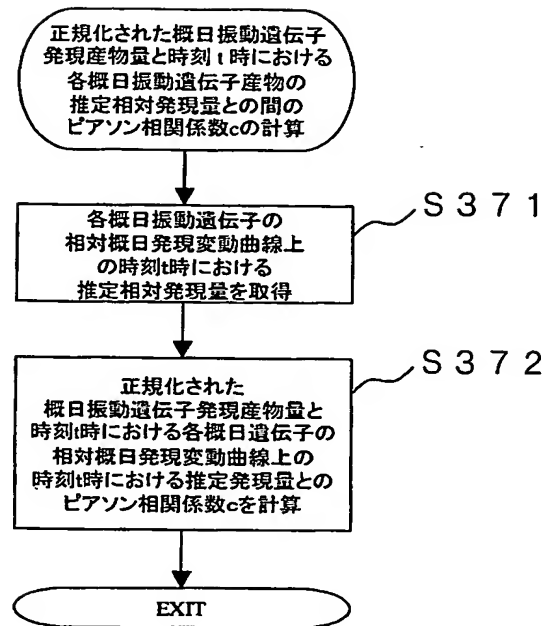 正規化された概日振動遺伝子
発現産物量と時刻t時における
各概日振動遺伝子産物の
推定相対発現量との間の
ピアソン相関係数cの計算
S371
各概日振動遺伝子の
相対概日発現変動曲線上
の時刻t時における
推定相対発現量を取得
S372
正規化された
概日振動遺伝子発現産物量と
時刻t時における各概日遺伝子の
相対概日発現変動曲線上の
時刻t時における推定発現量との
ピアソン相関係数cを計算
EXIT